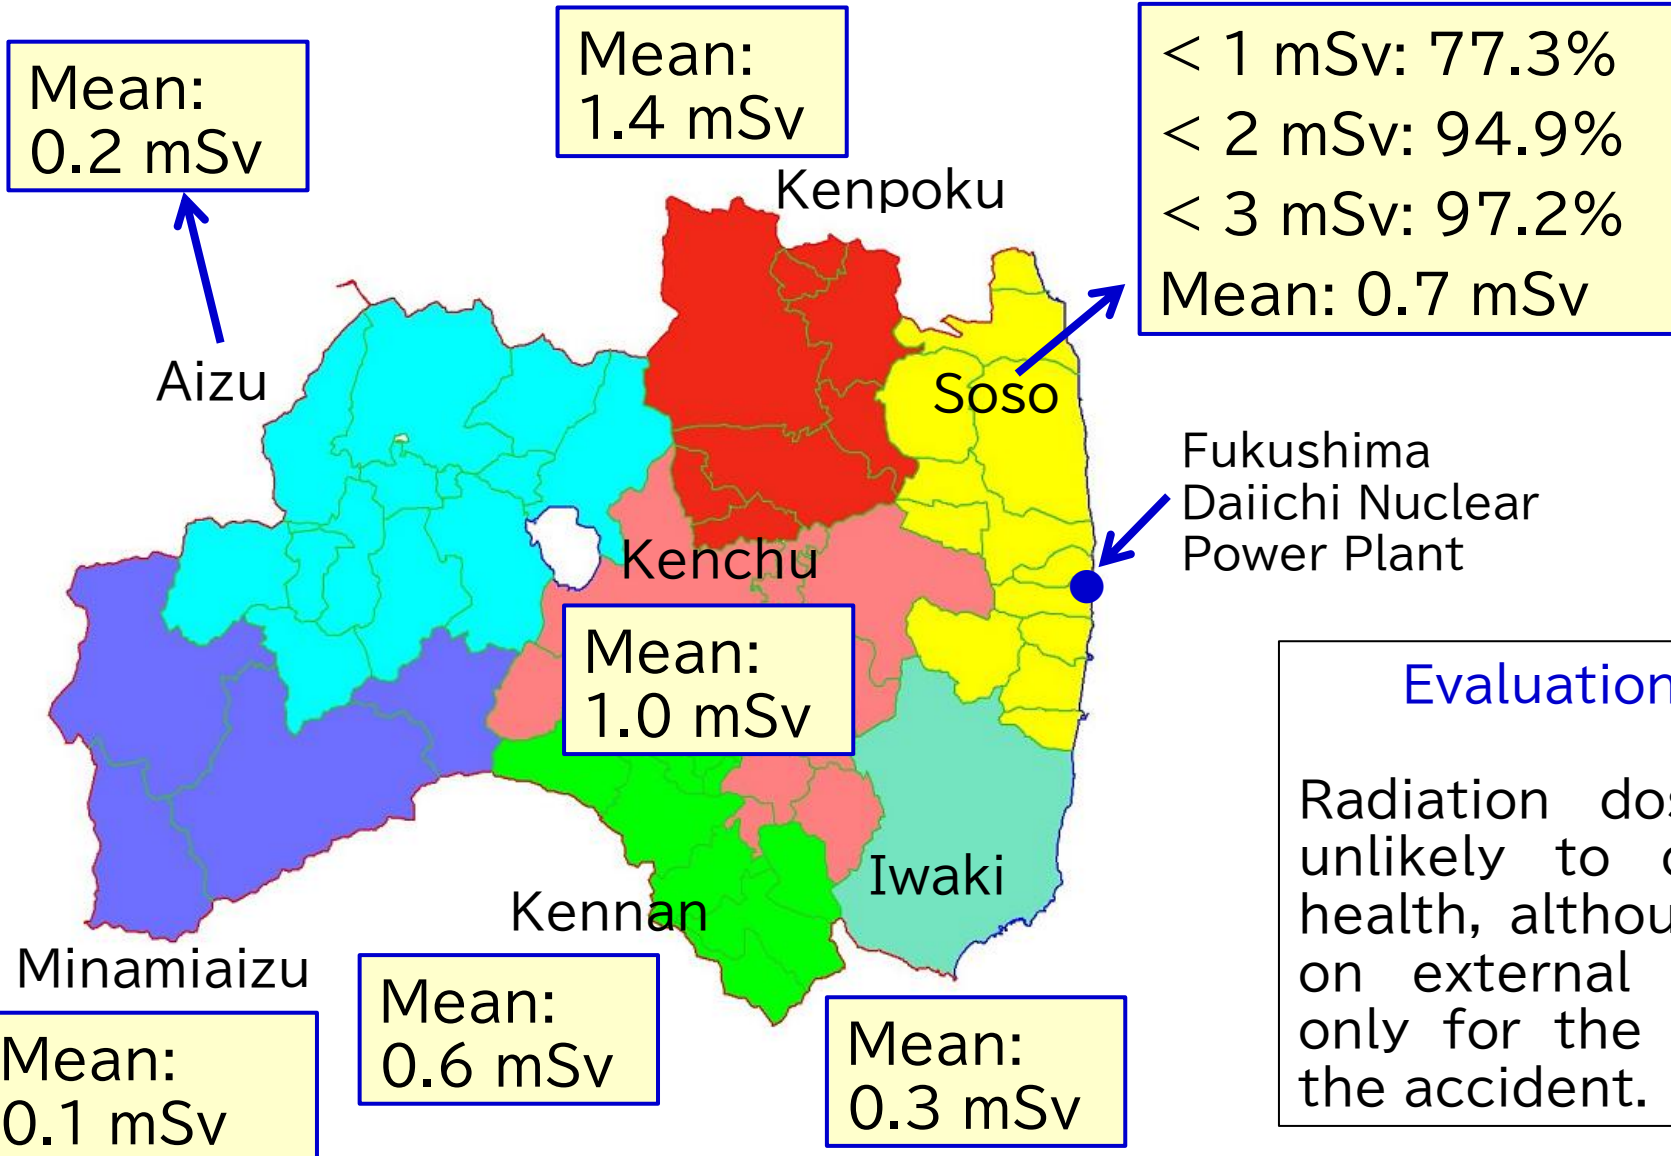 Mean:
0.2 mSv
Mean:
1.4 mSv
< 1 mSv: 77.3%
< 2 mSv: 94.9%
< 3 mSv: 97.2%
Mean: 0.7 mSv
Kenpoku
Aizu
Soso
Fukushima
Daiichi Nuclear
Power Plant
Kenchu
Mean:
1.0 mSv
Evaluation
Radiation
unlikely to
health,
on external
only for the
the accident.
Iwaki
Kennan
Minamiaizu
Mean:
0.6 mSv
Mean:
0.3 mSv
Mean:
0.1 mSv